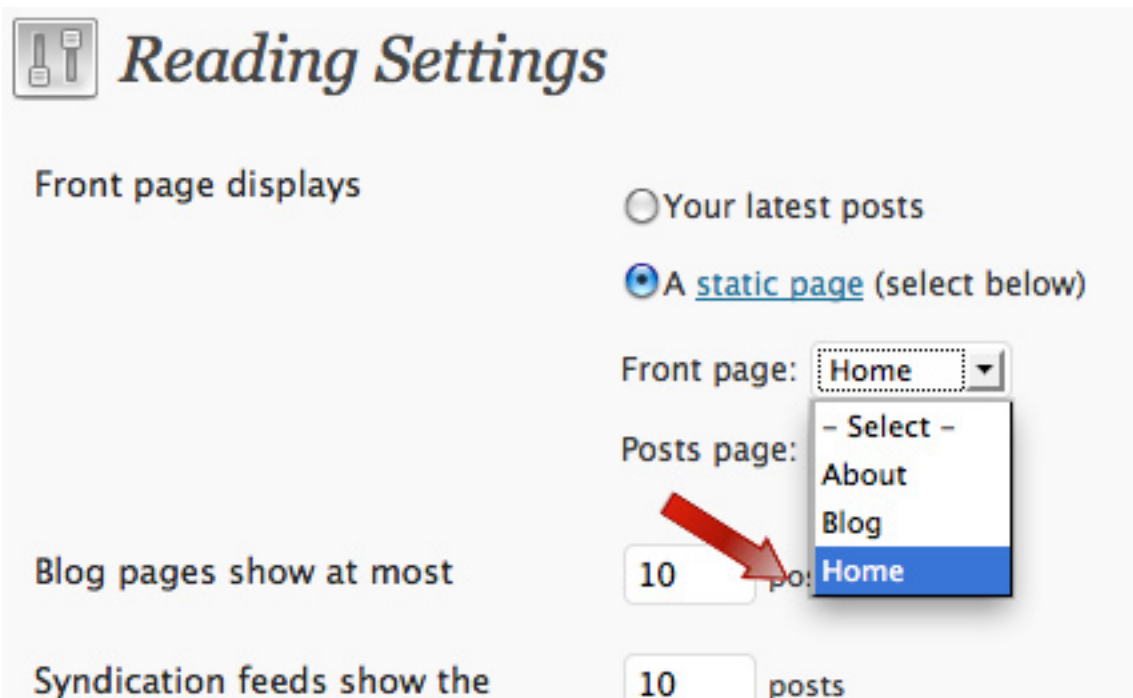 Reading Settings
Front page displays
Your latest posts
A static page (select below)
Front page: Home
– Select –
Posts page:
About
Blog
Home
Blog pages show at most 10
Syndication feeds show the 10 posts